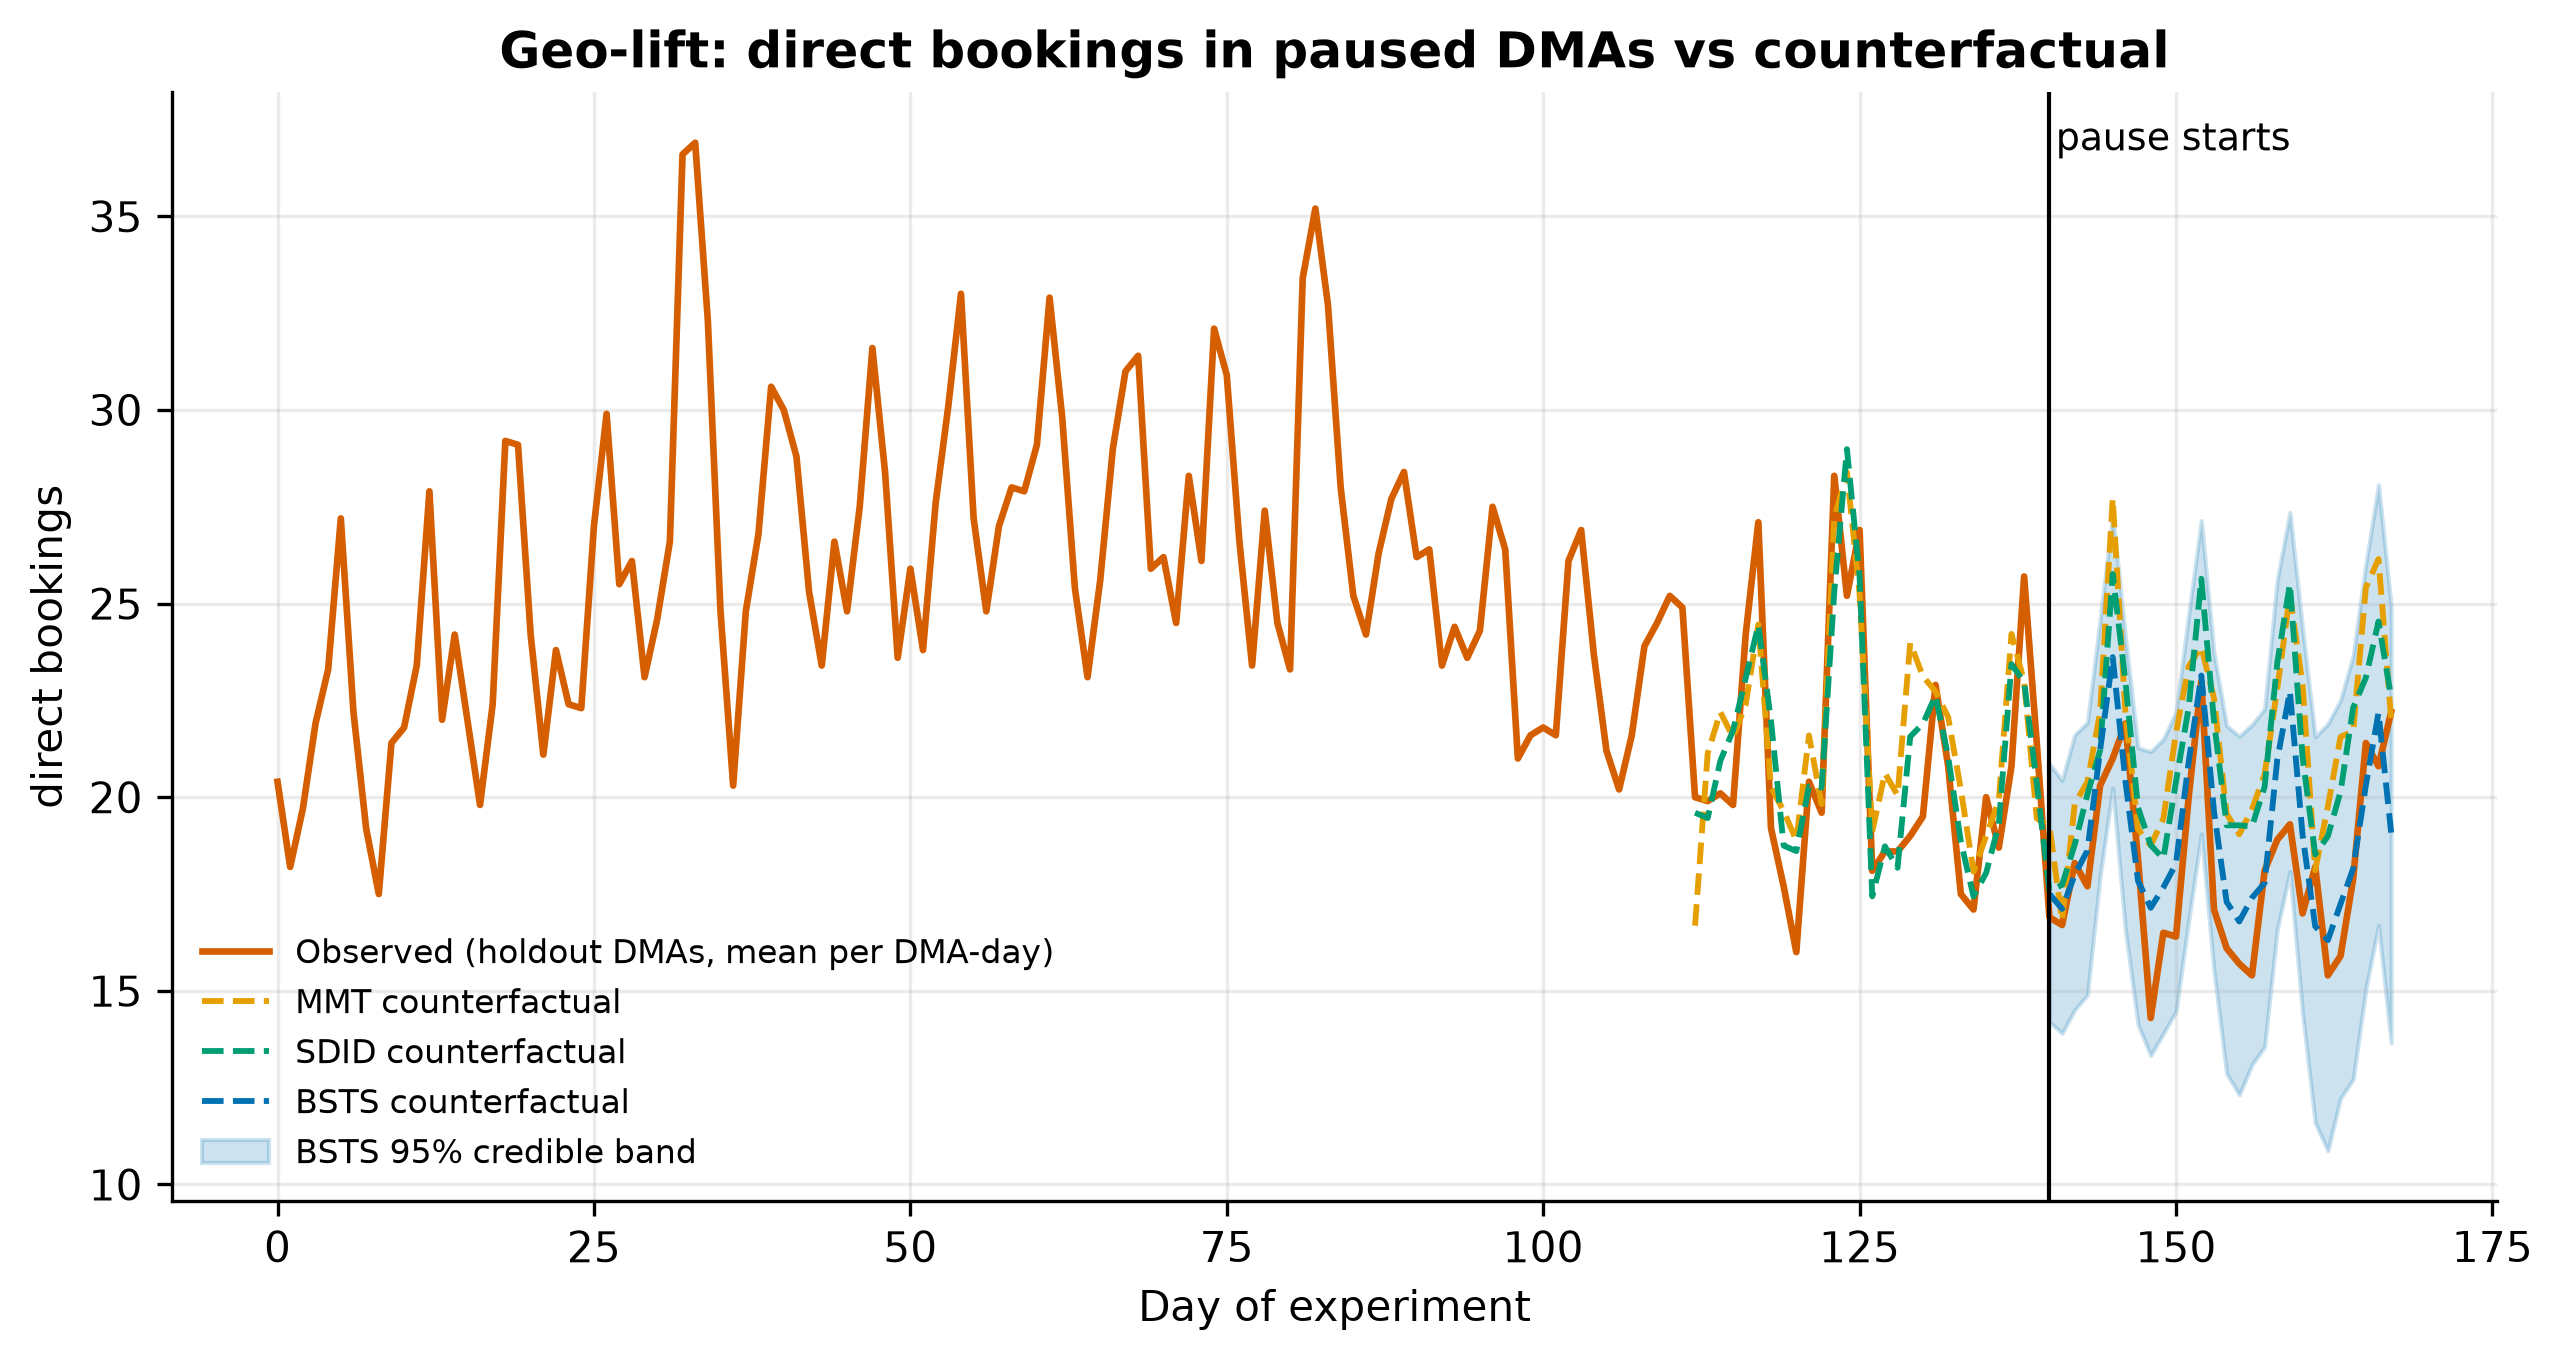 Geo-lift: direct bookings in paused DMAs vs counterfactual
pause starts
direct bookings
35
30
25
20
15
10
Observed (holdout DMAs, mean per DMA-day)
MMT counterfactual
SDID counterfactual
BSTS counterfactual
BSTS 95% credible band
0 25 50 75 100 125 150 175
Day of experiment